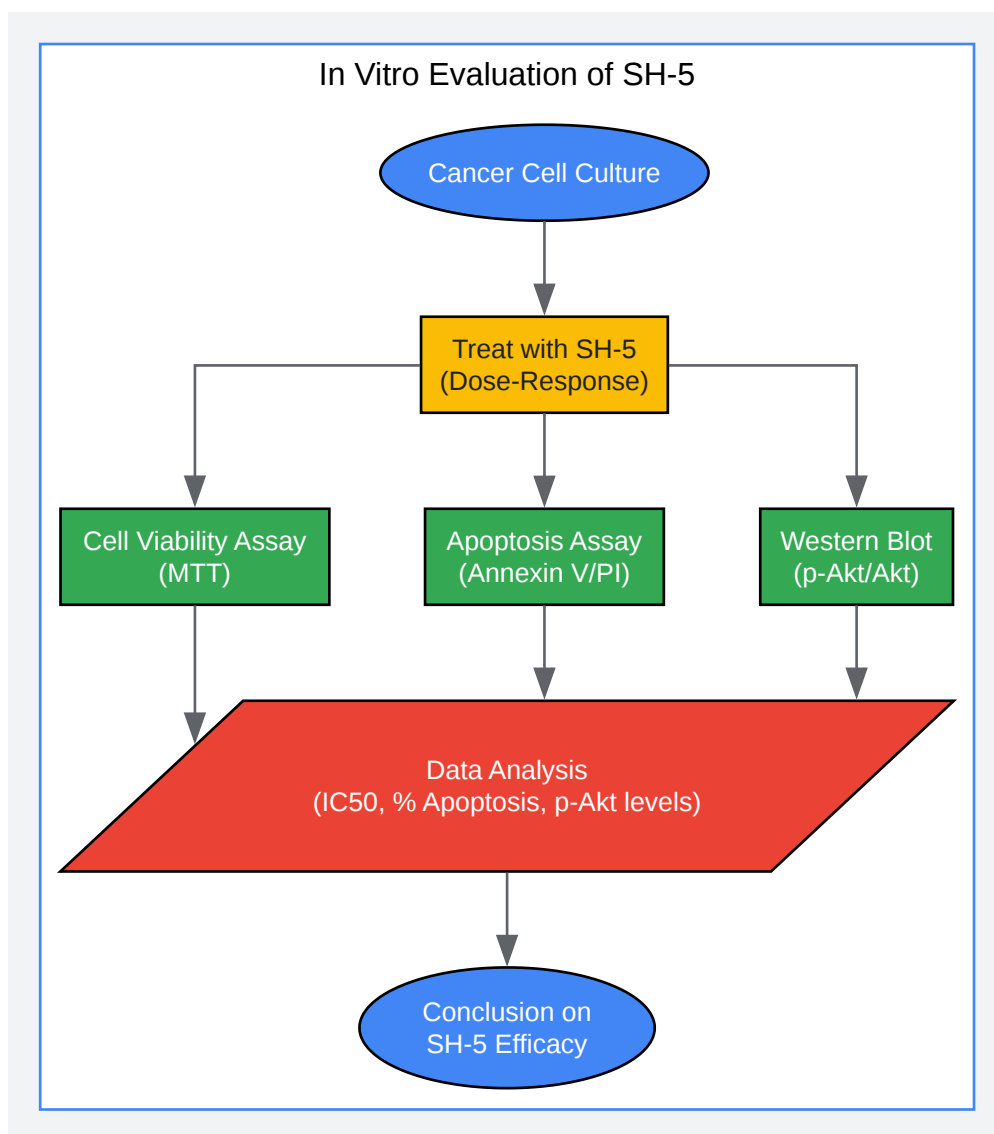 In Vitro Evaluation of SH-5
Cancer Cell Culture
Treat with SH-5
(Dose-Response)
Cell Viability Assay
(MTT)
Apoptosis Assay
(Annexin V/PI)
Western Blot
(p-Akt/Akt)
Data Analysis
(IC50, % Apoptosis, p-Akt levels)
Conclusion on
SH-5 Efficacy